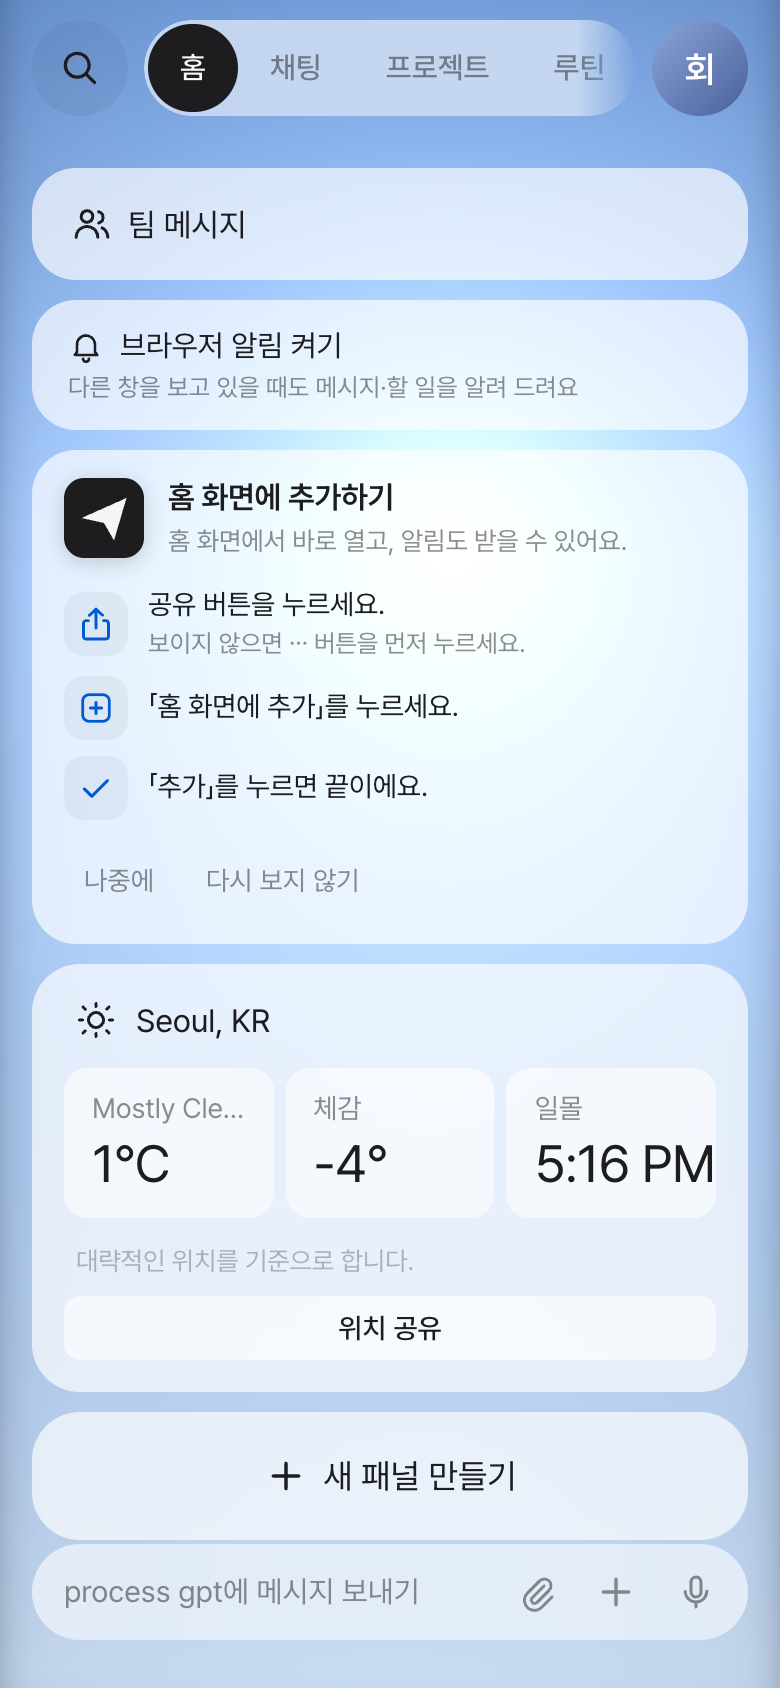 홈
채팅
프로젝트
루틴
회
팀 메시지
브라우저 알림 켜기
다른 창을 보고 있을 때도 메시지·할 일을 알려 드려요
홈 화면에 추가하기
홈 화면에서 바로 열고, 알림도 받을 수 있어요.
공유 버튼을 누르세요.
보이지 않으면 ··· 버튼을 먼저 누르세요.
「홈 화면에 추가」를 누르세요.
「추가」를 누르면 끝이에요.
나중에
다시 보지 않기
Seoul, KR
Mostly Cle...
1°C
체감
-4°
일몰
5:16 PM
대략적인 위치를 기준으로 합니다.
위치 공유
새 패널 만들기
process gpt에 메시지 보내기